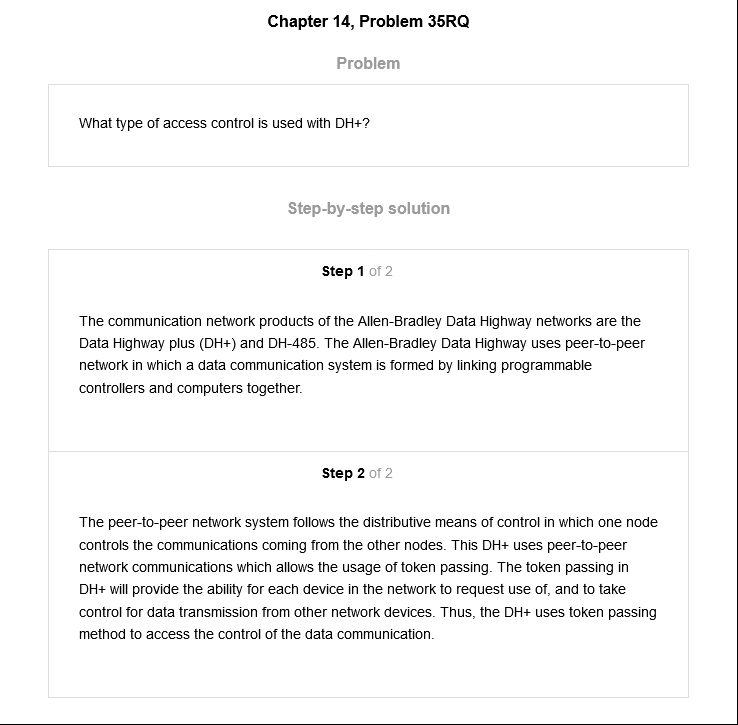 Chapter 14, Problem 35RQ
Problem
What type of access control is used with DH+?
Step-by-step solution
Step 1 of 2
The communication network products of the Allen-Bradley Data Highway networks are the
Data Highway plus (DH+) and DH-485. The Allen-Bradley Data Highway uses peer-to-peer
network in which a data communication system is formed by linking programmable
controllers and computers together.
Step 2 of 2
The peer-to-peer network system follows the distributive means of control in which one node
controls the communications coming from the other nodes. This DH+ uses peer-to-peer
network communications which allows the usage of token passing. The token passing in
DH+ will provide the ability for each device in the network to request use of, and to take
control for data transmission from other network devices. Thus, the DH+ uses token passing
method to access the control of the data communication.